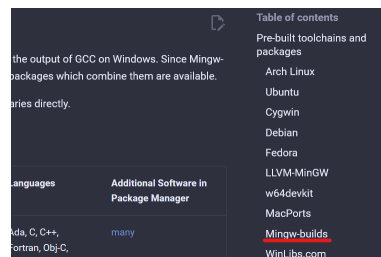 the output of GCC on Windows. Since Mingw-
packages which combine them are available.
aries directly.
Languages
Additional Software in
Package Manager
Ada, C, C++,
Fortran, Obj-C,
many
Table of contents
Pre-built toolchains and
packages
Arch Linux
Ubuntu
Cygwin
Debian
Fedora
LLVM-MinGW
w64devkit
MacPorts
Mingw-builds
WinLibs.com